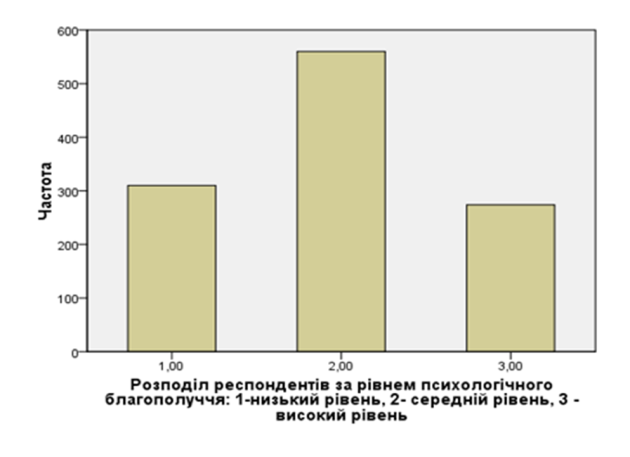 600
500
400
300
200
100
0
Частота
1,00
2,00
3,00
Розподіл респондентів за рівнем психологічного
благополуччя: 1-низький рівень, 2- середній рівень, 3 -
високий рівень